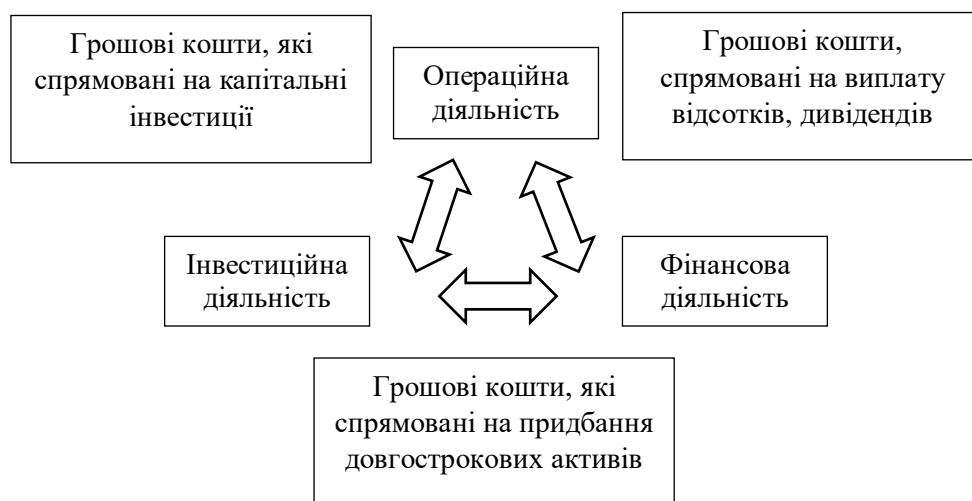 Грошові кошти, які
спрямовані на капітальні
інвестиції
Операційна
діяльність
Грошові кошти,
спрямовані на виплату
відсотків, дивідендів
Інвестиційна
діяльність
Фінансова
діяльність
Грошові кошти, які
спрямовані на придбання
довгострокових активів